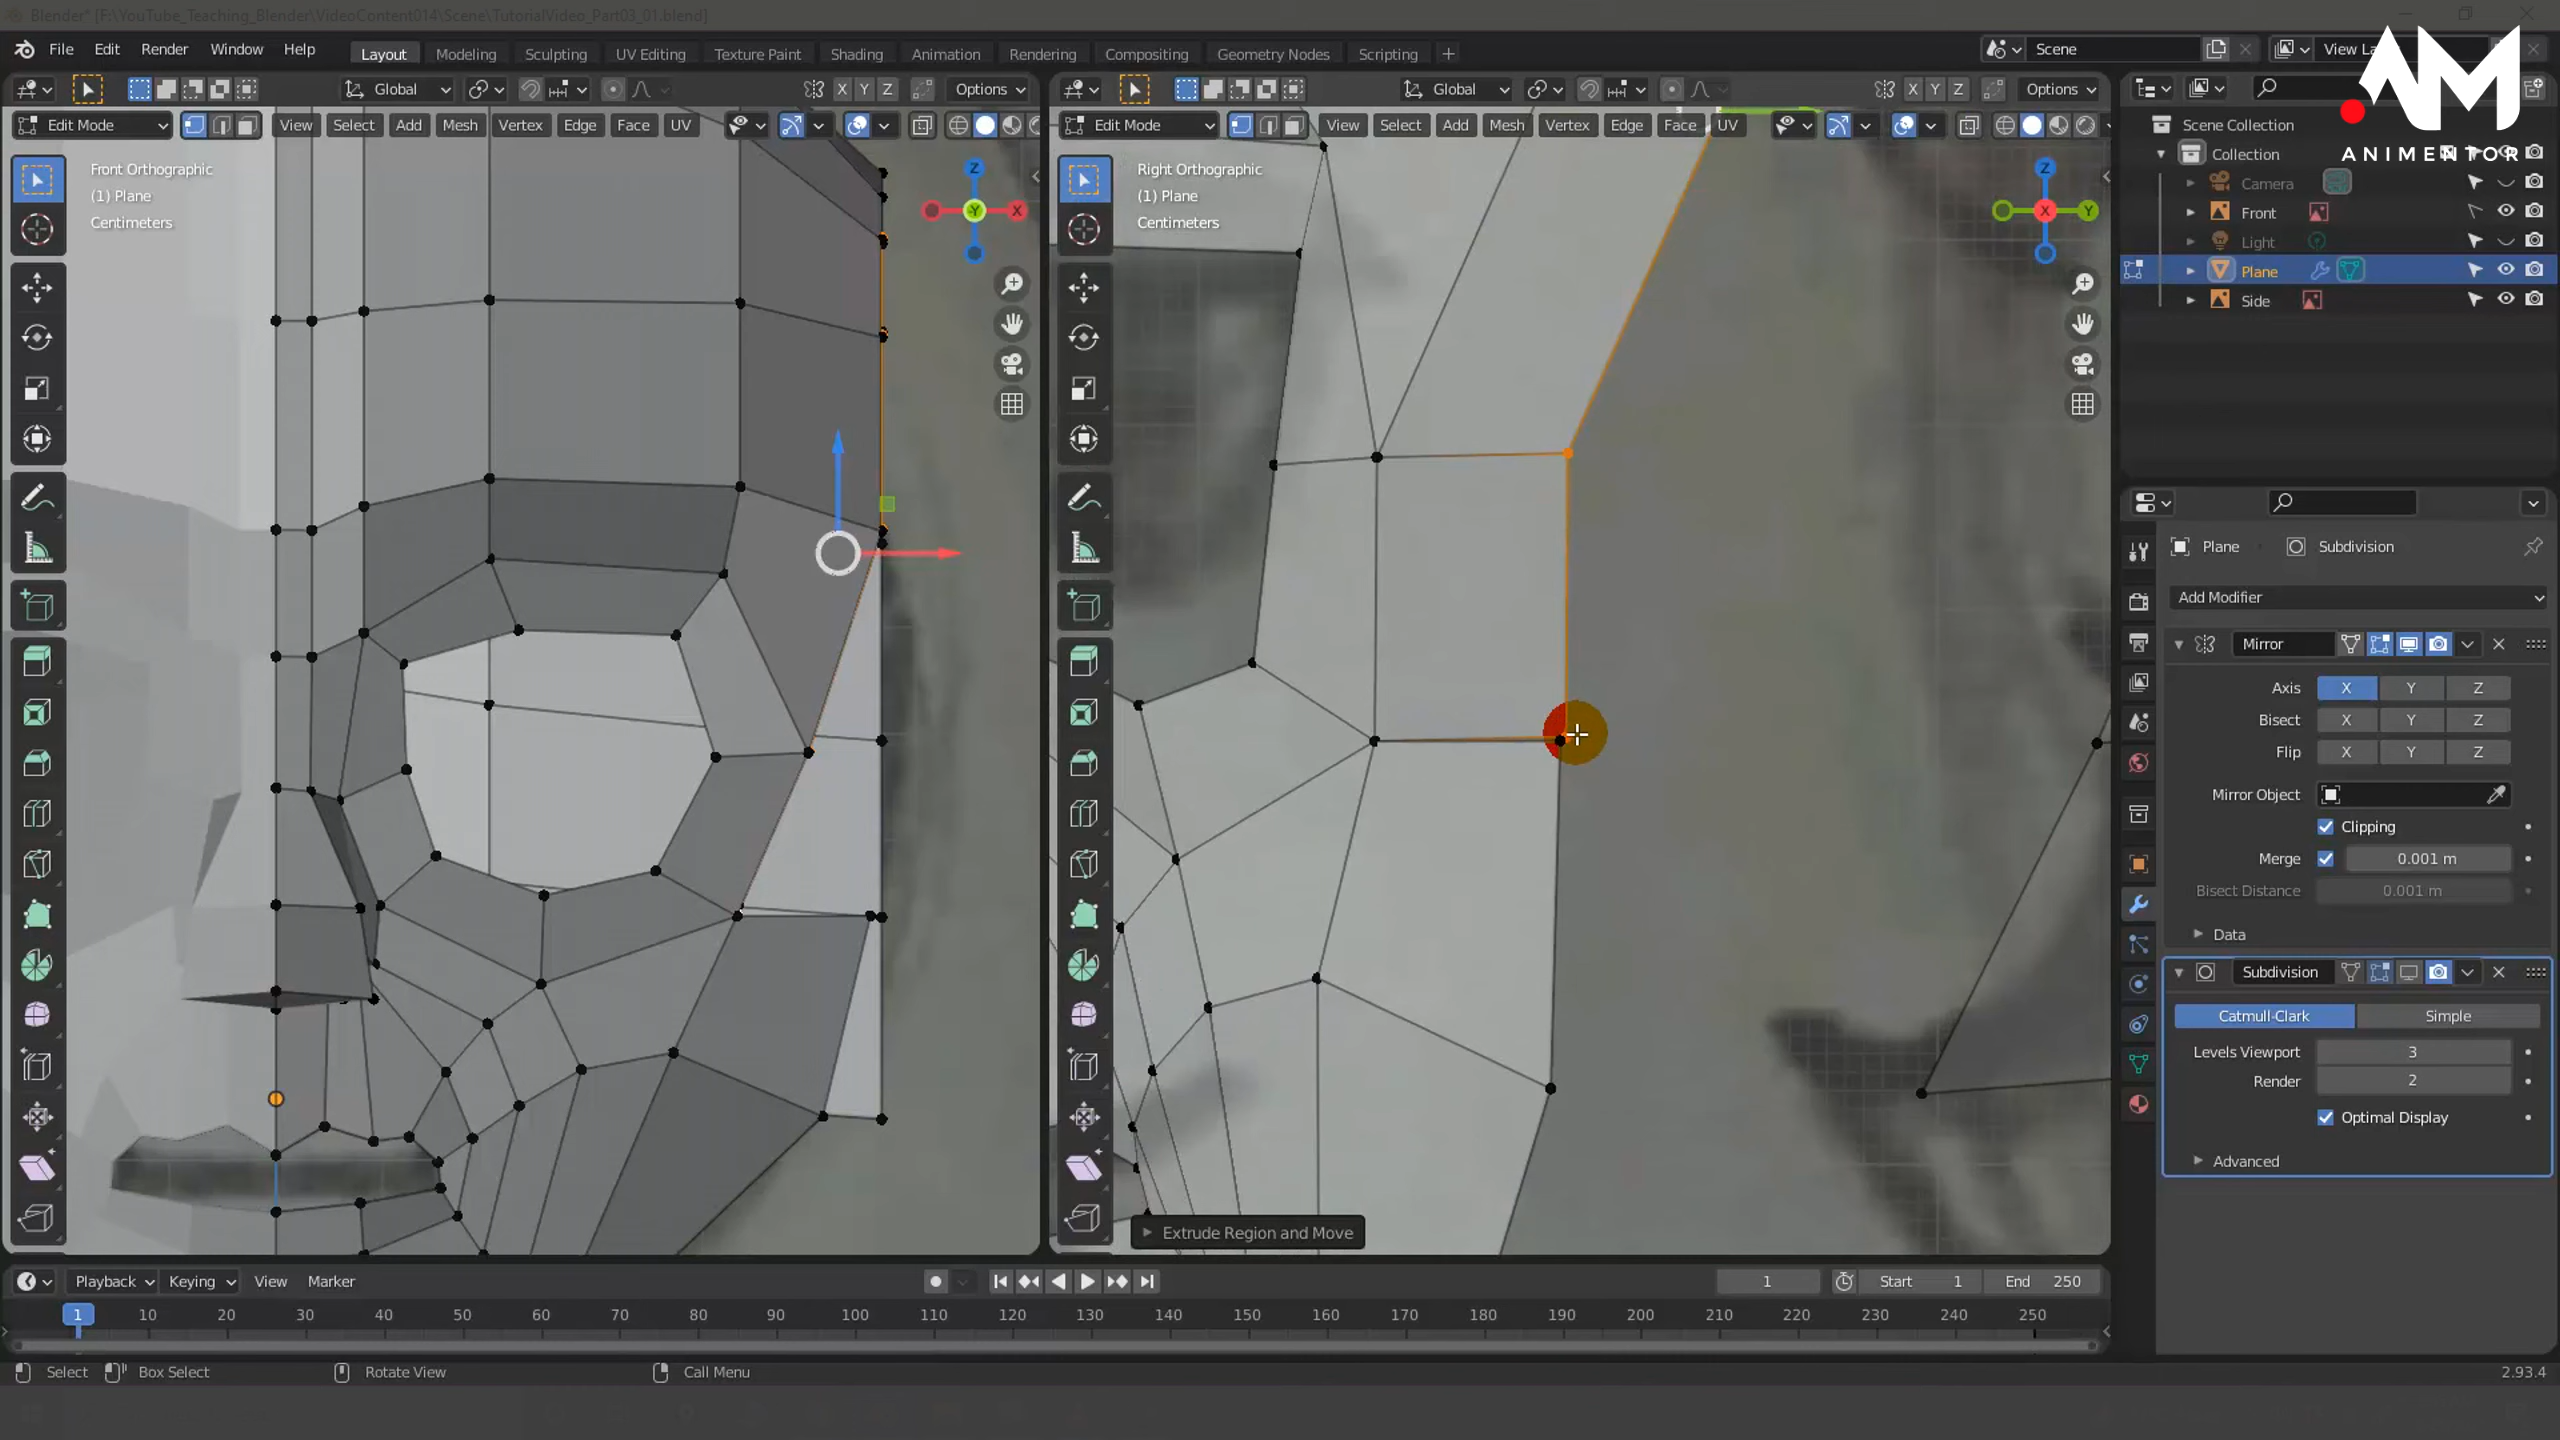 Blender* [F:\YouTube_Teaching_Blender\VideoContent014\Scene\TutorialVideo_Part03_01.blend]
File Edit Render Window Help
Layout Modeling Sculpting UV Editing Texture Paint Shading Animation Rendering Compositing Geometry Nodes Scripting +
Scene
View La
AM
ANIMENTOR
Global X Y Z Options
Global X Y Z Options
Edit Mode View Select Add Mesh Vertex Edge Face UV
Edit Mode View Select Add Mesh Vertex Edge Face UV
Front Orthographic
(1) Plane
Centimeters
Z
Y
X
Right Orthographic
(1) Plane
Centimeters
Z
X
Y
Scene Collection
Collection
Camera
Front
Light
Plane
Side
Plane Subdivision
Add Modifier
Mirror
Axis X Y Z
Bisect X Y Z
Flip X Y Z
Mirror Object
Clipping
Merge 0.001 m
Bisect Distance 0.001 m
Data
Subdivision
Catmull-Clark Simple
Levels Viewport 3
Render 2
Optimal Display
Advanced
Extrude Region and Move
Playback Keying View Marker
1 Start 1 End 250
1 10 20 30 40 50 60 70 80 90 100 110 120 130 140 150 160 170 180 190 200 210 220 230 240 250
Select Box Select Rotate View Call Menu
2.93.4